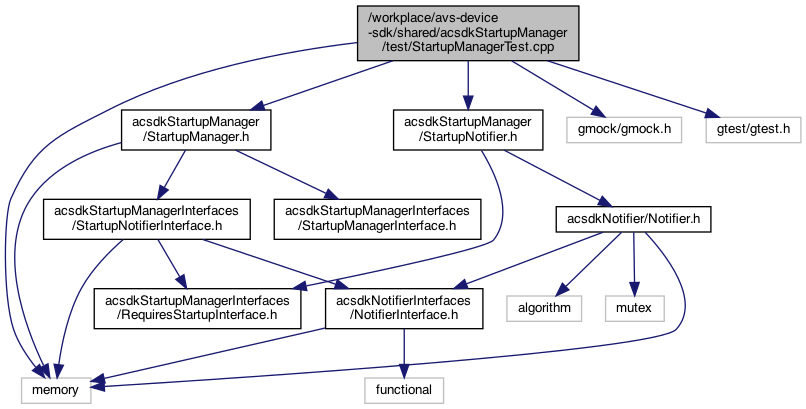 /workplace/avs-device
-sdk/shared/acsdkStartupManager
/test/StartupManagerTest.cpp
acsdkStartupManager
/StartupManager.h
acsdkStartupManager
/StartupNotifier.h
gmock/gmock.h
gtest/gtest.h
acsdkStartupManagerInterfaces
/StartupNotifierInterface.h
acsdkStartupManagerInterfaces
/StartupManagerInterface.h
acsdkNotifier/Notifier.h
acsdkStartupManagerInterfaces
/RequiresStartupInterface.h
acsdkNotifierInterfaces
/NotifierInterface.h
algorithm
mutex
memory
functional